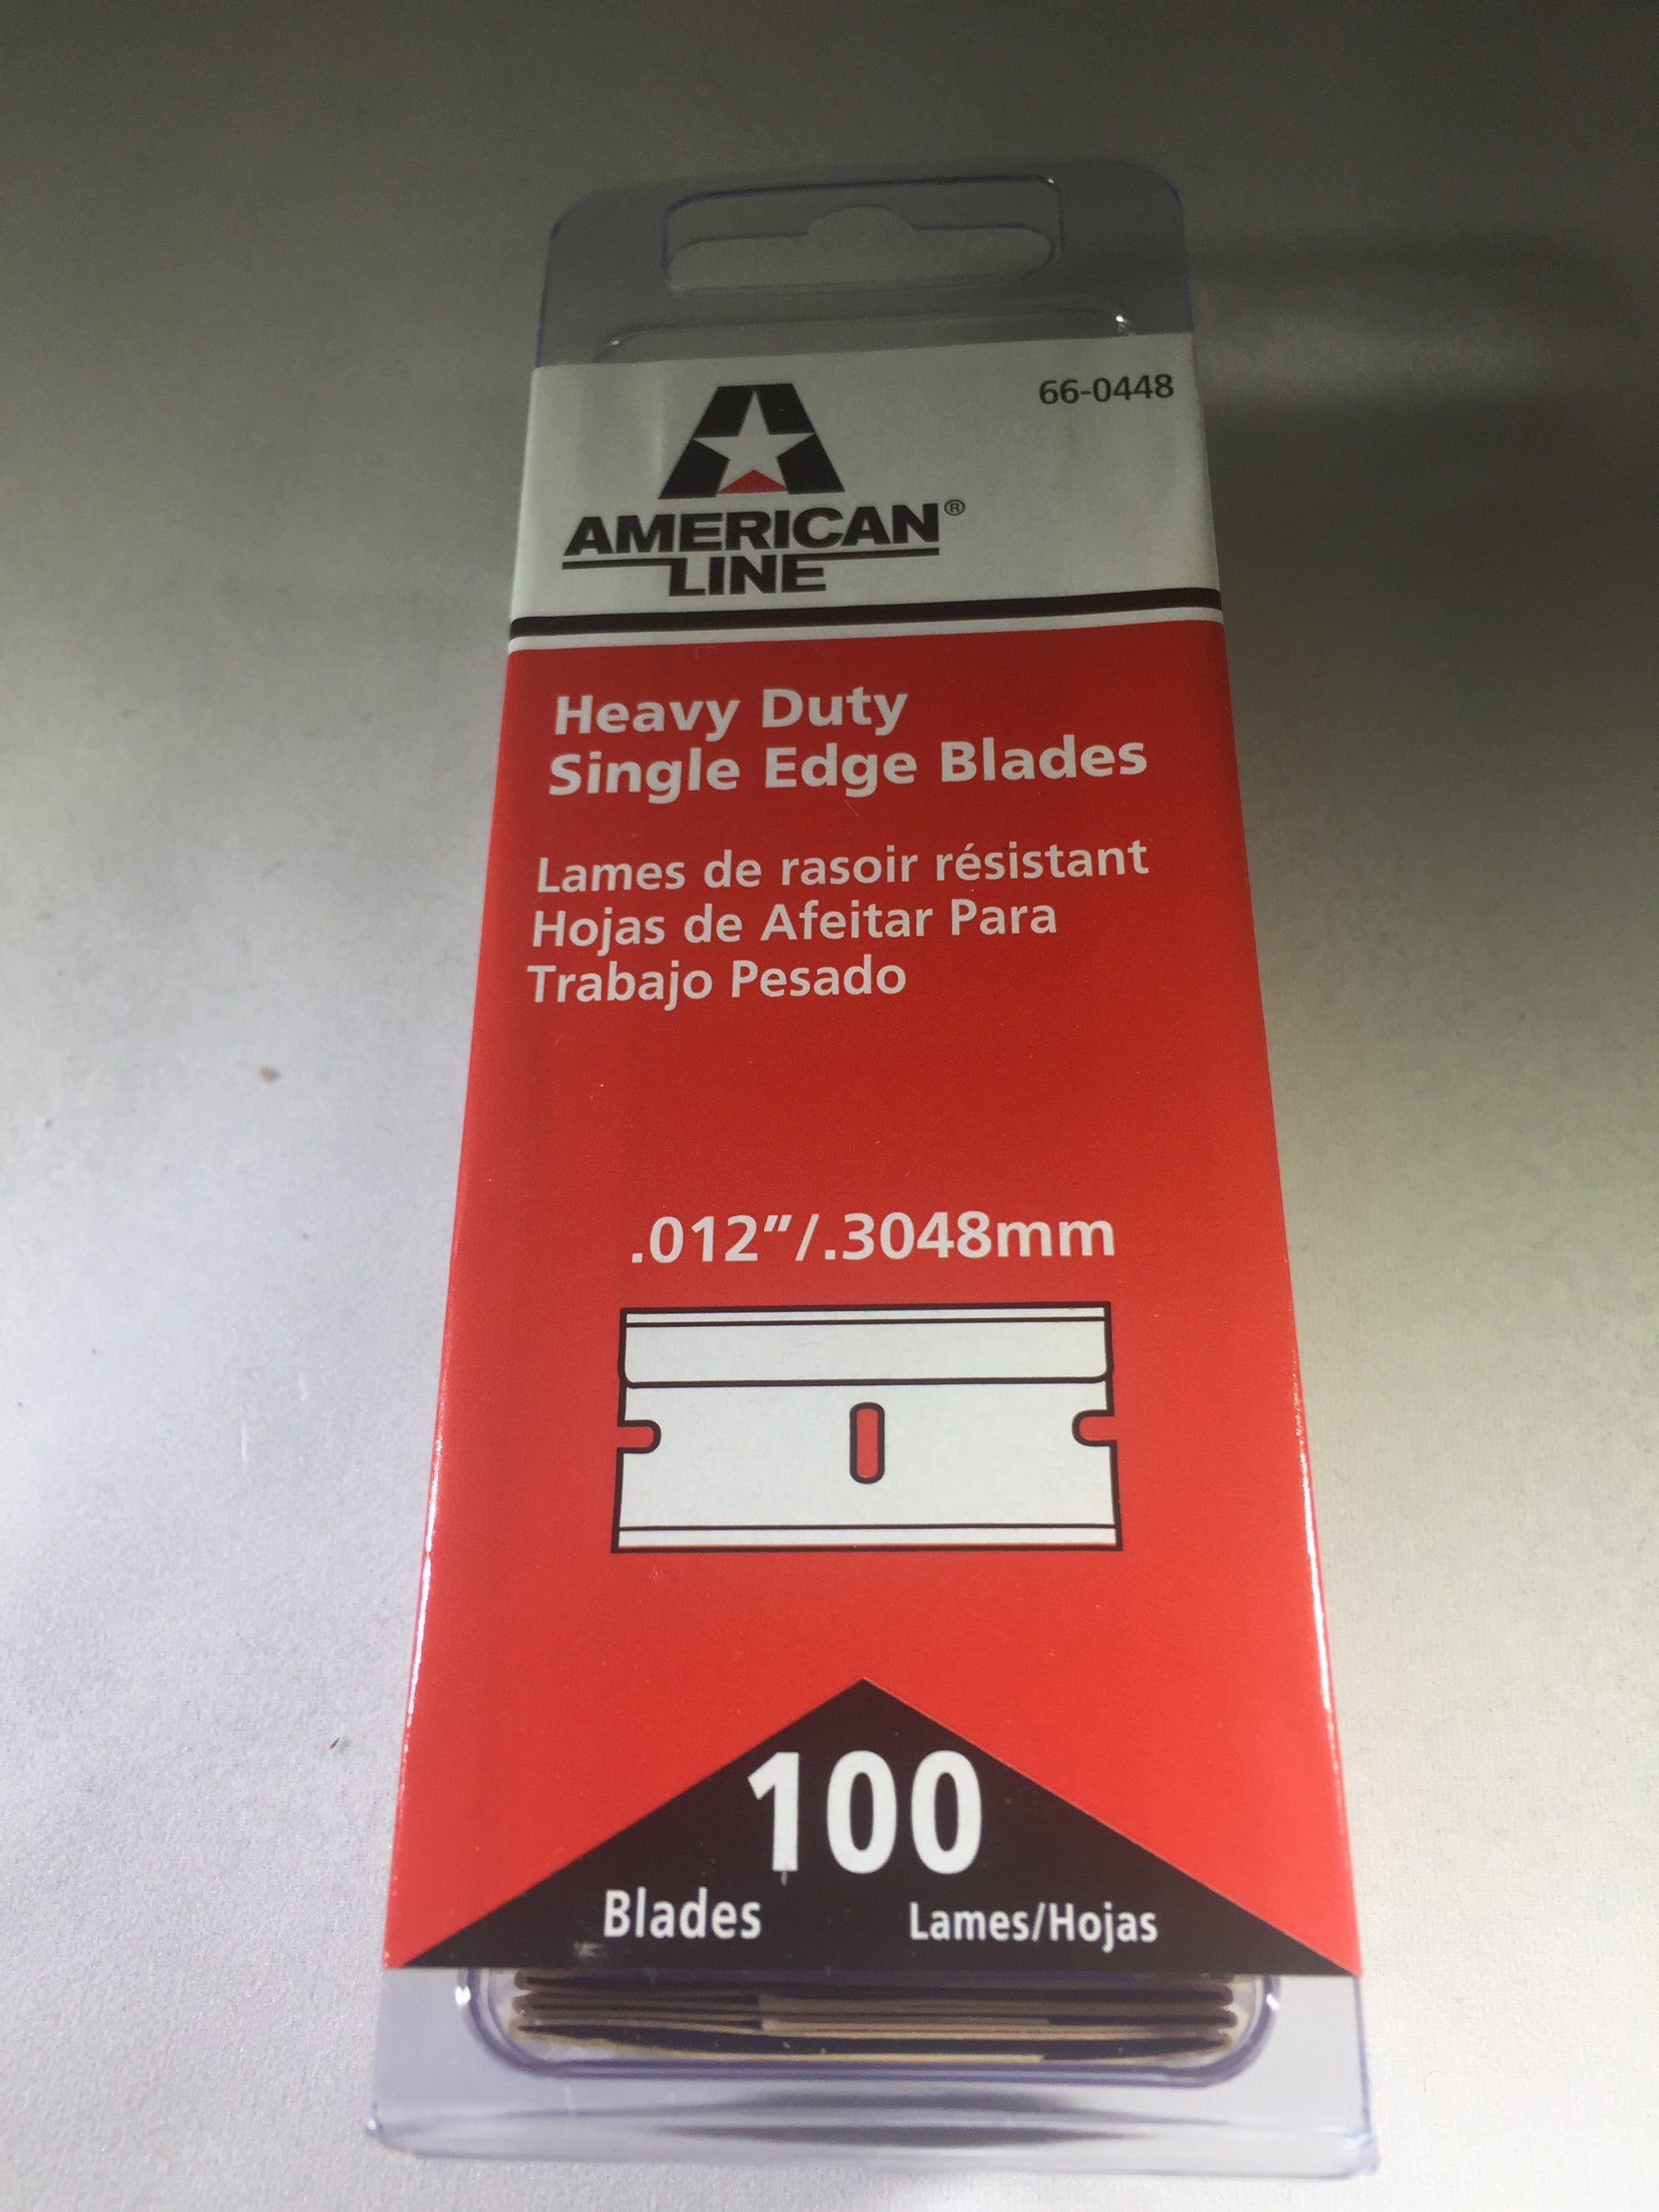 66-0448
AMERICAN®
LINE
Heavy Duty
Single Edge Blades
Lames de rasoir résistant
Hojas de Afeitar Para
Trabajo Pesado
.012"/.3048mm
100
Blades Lames/Hojas